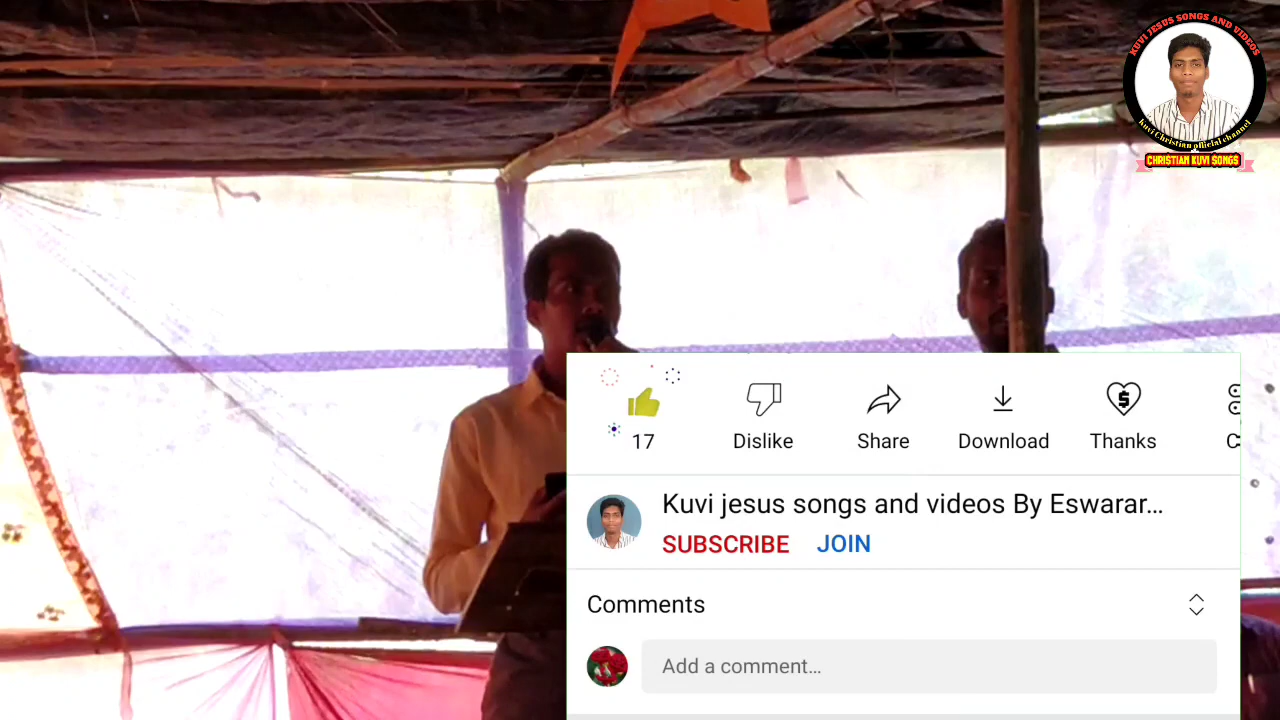 KUVI JESUS SONGS AND VIDEOS
kuvi Christian official channel
CHRISTIAN KUVI SONGS
17
Dislike
Share
Download
Thanks
C
Kuvi jesus songs and videos By Eswarar...
SUBSCRIBE JOIN
Comments
Add a comment...